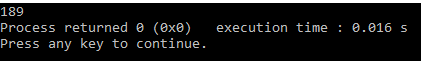 189
Process returned 0 (0x0)   execution time : 0.016 s
Press any key to continue.